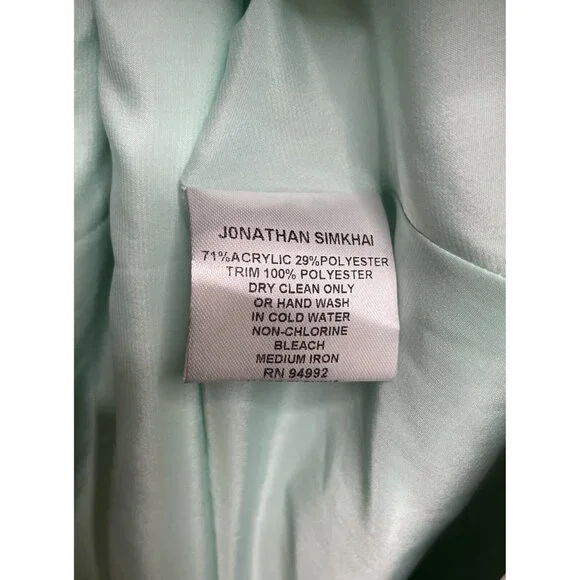 JONATHAN SIMKHAI
71%ACRYLIC 29%POLYESTER
TRIM 100% POLYESTER
DRY CLEAN ONLY
OR HAND WASH
IN COLD WATER
NON-CHLORINE
BLEACH
MEDIUM IRON
RN 94992